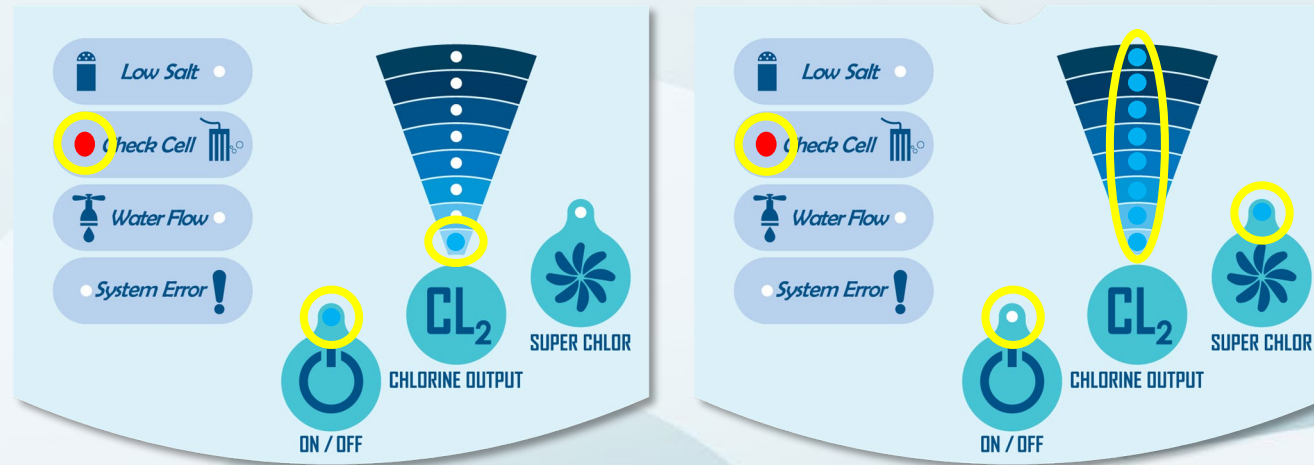 Low Salt
Check Cell
Water Flow
System Error !
CL2
SUPER CHLOR
CHLORINE OUTPUT
ON / OFF
Low Salt
Check Cell
Water Flow
System Error !
CL2
SUPER CHLOR
CHLORINE OUTPUT
ON / OFF